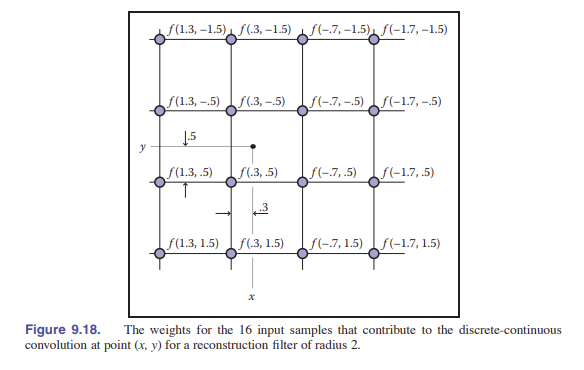 f(1.3, −1.5) f(.3, −1.5) f(−.7, −1.5) f(−1.7, −1.5)
f(1.3, −.5) f(.3, −.5) f(−.7, −.5) f(−1.7, −.5)
.5
y
f(1.3, .5) f(.3, .5) f(−.7, .5) f(−1.7, .5)
.3
f(1.3, 1.5) f(.3, 1.5) f(−.7, 1.5) f(−1.7, 1.5)
x
Figure 9.18. The weights for the 16 input samples that contribute to the discrete-continuous
convolution at point (x, y) for a reconstruction filter of radius 2.